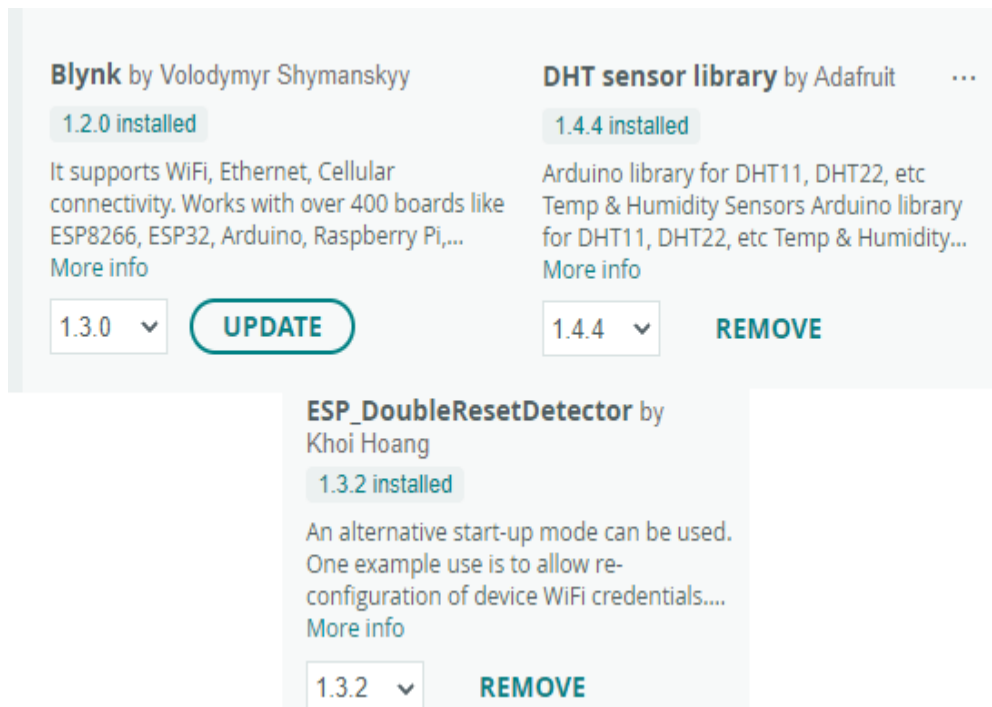 Blynk by Volodymyr Shymanskyy
1.2.0 installed
It supports WiFi, Ethernet, Cellular
connectivity. Works with over 400 boards like
ESP8266, ESP32, Arduino, Raspberry Pi,...
More info
1.3.0
UPDATE
DHT sensor library by Adafruit
1.4.4 installed
Arduino library for DHT11, DHT22, etc
Temp & Humidity Sensors Arduino library
for DHT11, DHT22, etc Temp & Humidity...
More info
1.4.4
REMOVE
ESP_DoubleResetDetector by
Khoi Hoang
1.3.2 installed
An alternative start-up mode can be used.
One example use is to allow re-
configuration of device WiFi credentials....
More info
1.3.2
REMOVE